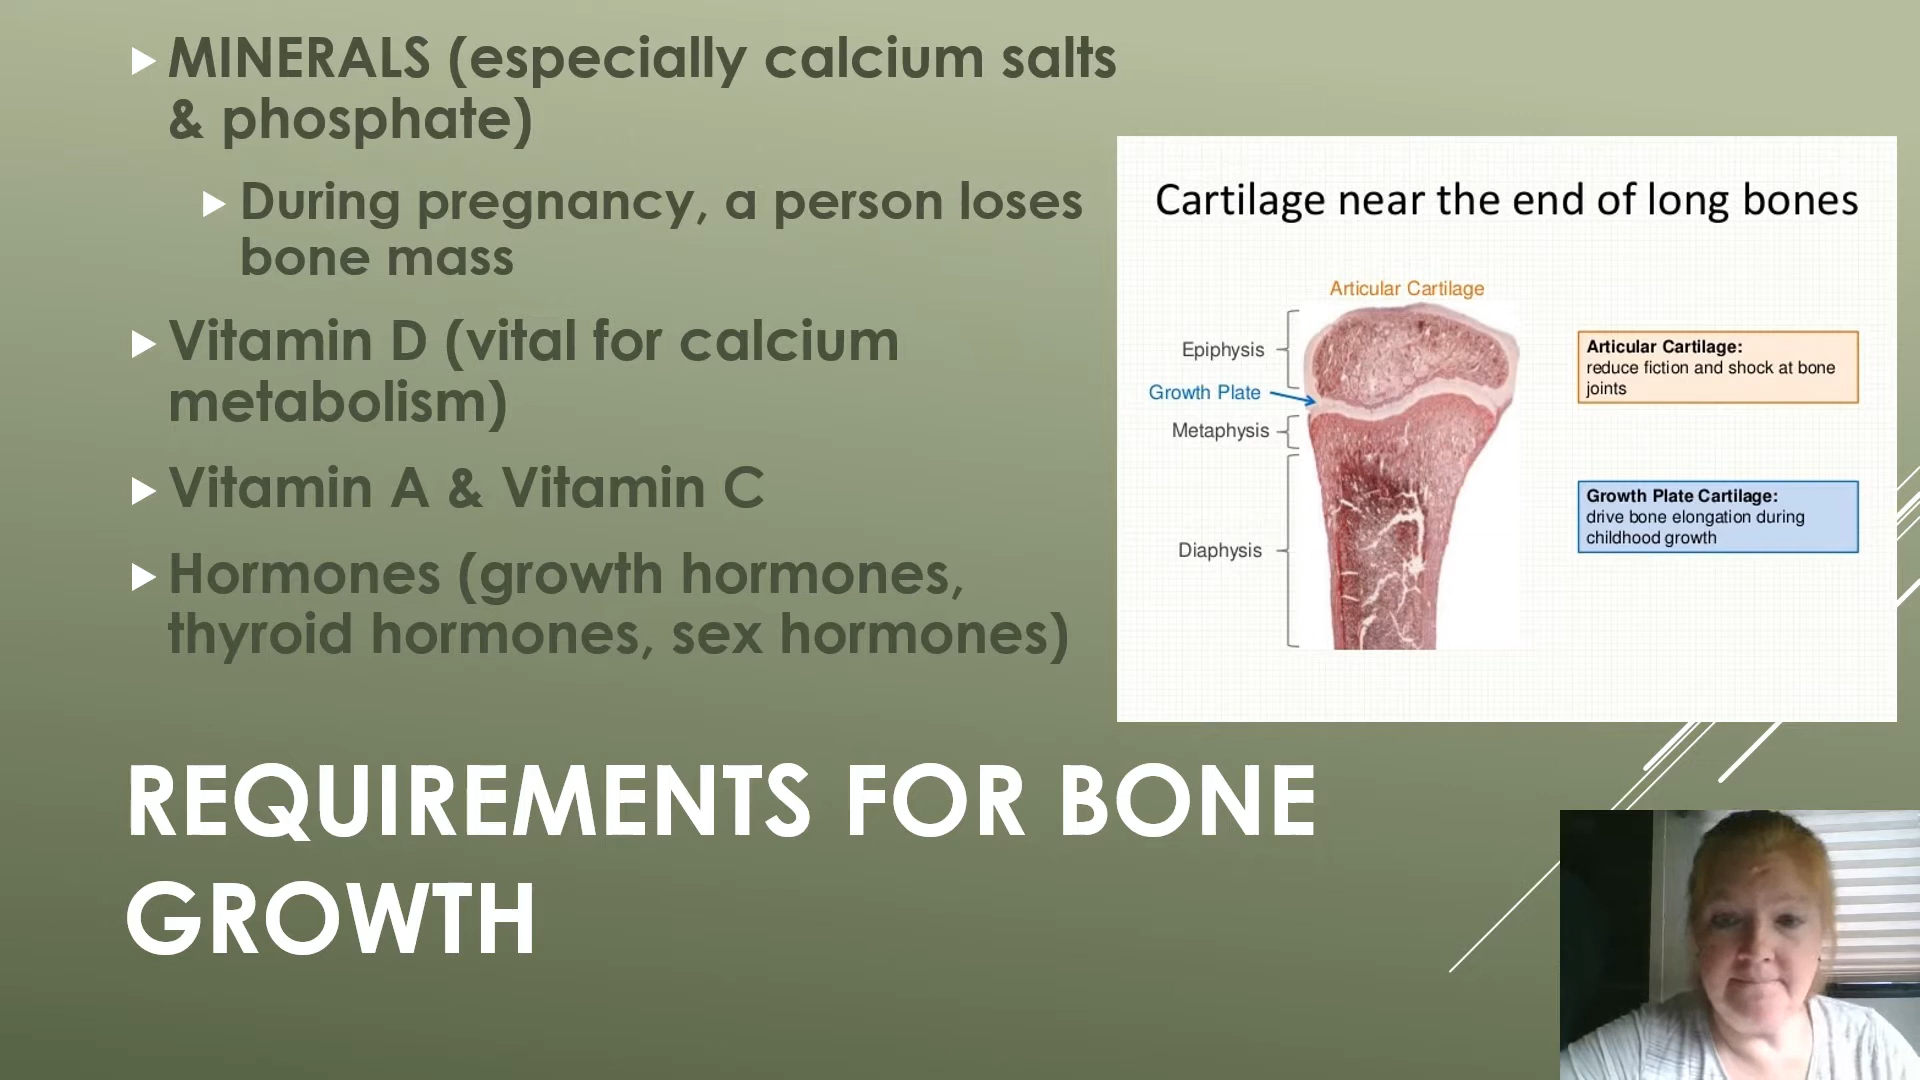 MINERALS (especially calcium salts
& phosphate)
During pregnancy, a person loses
bone mass
Vitamin D (vital for calcium
metabolism)
Vitamin A & Vitamin C
Hormones (growth hormones,
thyroid hormones, sex hormones)
REQUIREMENTS FOR BONE
GROWTH
Cartilage near the end of long bones
Articular Cartilage
Epiphysis
Growth Plate
Metaphysis
Diaphysis
Articular Cartilage:
reduce fiction and shock at bone
joints
Growth Plate Cartilage:
drive bone elongation during
childhood growth